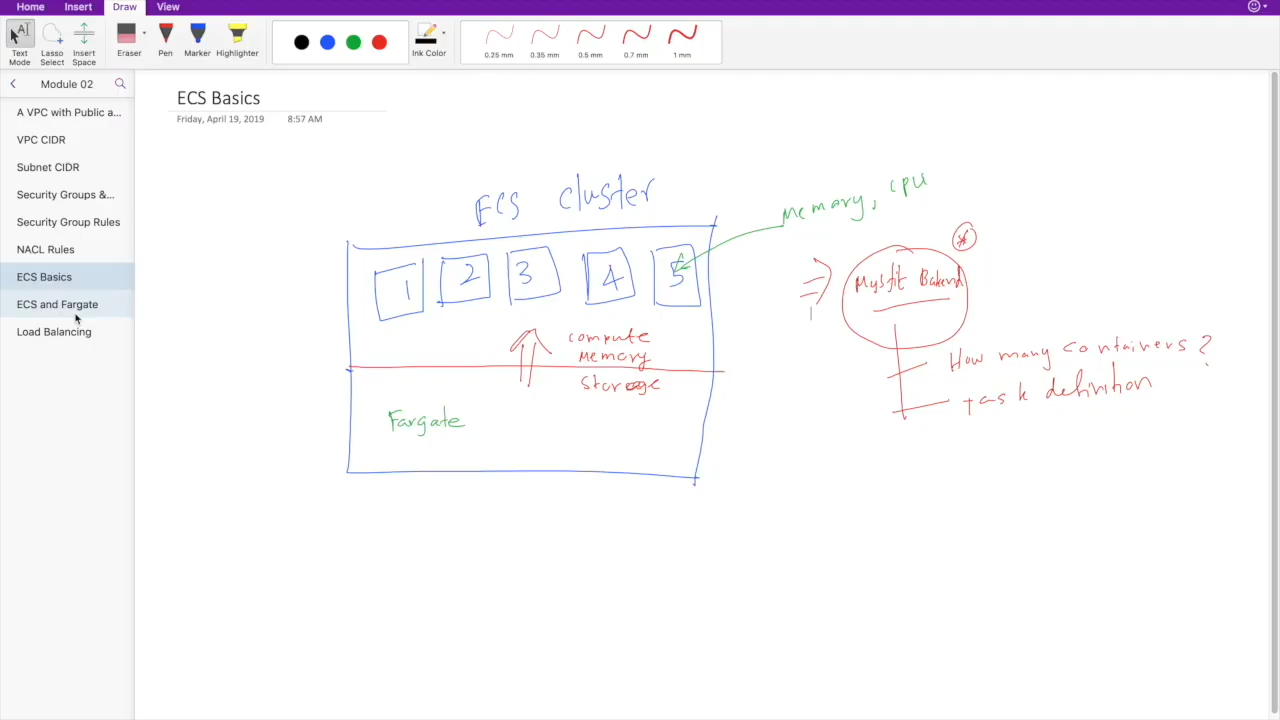 Home Insert Draw View
Text Mode
Lasso Select
Insert Space
Eraser
Pen
Marker
Highlighter
Ink Color
0.25 mm
0.35 mm
0.5 mm
0.7 mm
1 mm
Module 02
A VPC with Public a...
VPC CIDR
Subnet CIDR
Security Groups &...
Security Group Rules
NACL Rules
ECS Basics
ECS and Fargate
Load Balancing
ECS Basics
Friday, April 19, 2019 8:57 AM
ECS cluster
Memory, CPU
1 2 3 4 5
Mysfit Bakend
compute
Memory
Storage
How many containers?
Task definition
Fargate